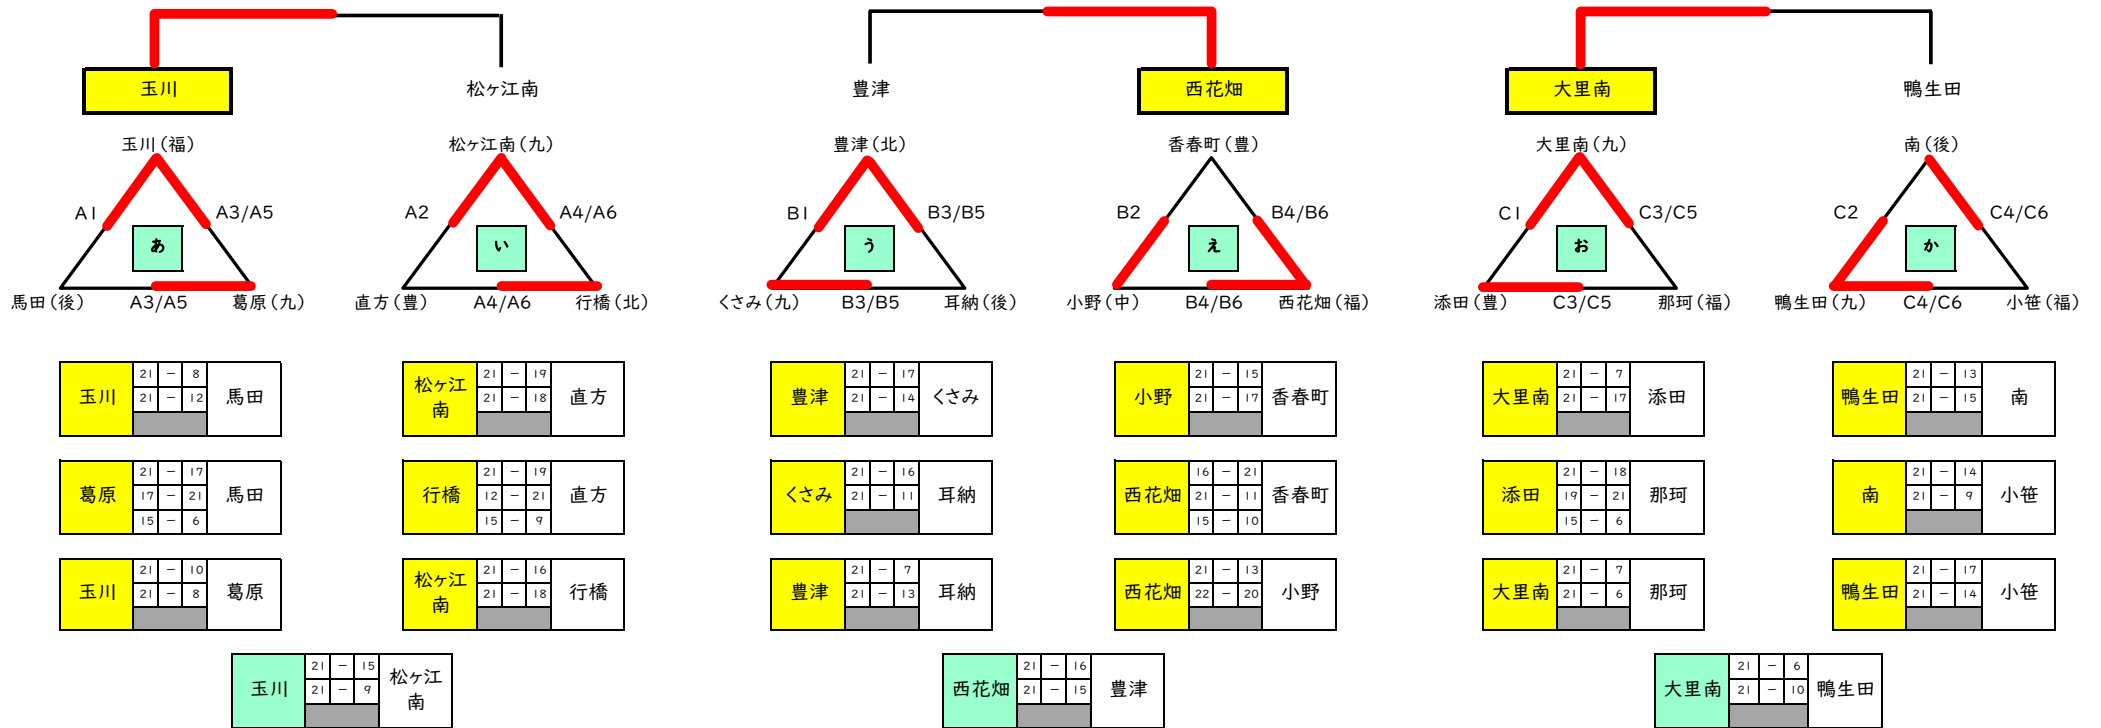 玉川 松ヶ江南 豊津 西花畑 大里南 鴨生田
玉川(福) 松ヶ江南(九) 豊津(北) 香春町(豊) 大里南(九) 南(後)
A1 A3/A5 A2 A4/A6 B1 B3/B5 B2 B4/B6 C1 C3/C5 C2 C4/C6
あ い う え お か
馬田(後) A3/A5 葛原(九) 直方(豊) A4/A6 行橋(北) くさみ(九) B3/B5 耳納(後) 小野(中) B4/B6 西花畑(福) 添田(豊) C3/C5 那珂(福) 鴨生田(九) C4/C6 小笹(福)
玉川 21 - 8 馬田
21 - 12
松ヶ江南 21 - 19 直方
21 - 18
豊津 21 - 17 くさみ
21 - 14
小野 21 - 15 香春町
21 - 17
大里南 21 - 7 添田
21 - 17
鴨生田 21 - 13 南
21 - 15
葛原 21 - 17 馬田
17 - 21
15 - 6
行橋 21 - 19 直方
12 - 21
15 - 9
くさみ 21 - 16 耳納
21 - 11
西花畑 16 - 21 香春町
21 - 11
15 - 10
添田 21 - 18 那珂
19 - 21
15 - 6
南 21 - 14 小笹
21 - 9
玉川 21 - 10 葛原
21 - 8
松ヶ江南 21 - 16 行橋
21 - 18
豊津 21 - 7 耳納
21 - 13
西花畑 21 - 13 小野
22 - 20
大里南 21 - 7 那珂
21 - 6
鴨生田 21 - 17 小笹
21 - 14
玉川 21 - 15 松ヶ江南
21 - 9
西花畑 21 - 16 豊津
21 - 15
大里南 21 - 6 鴨生田
21 - 10